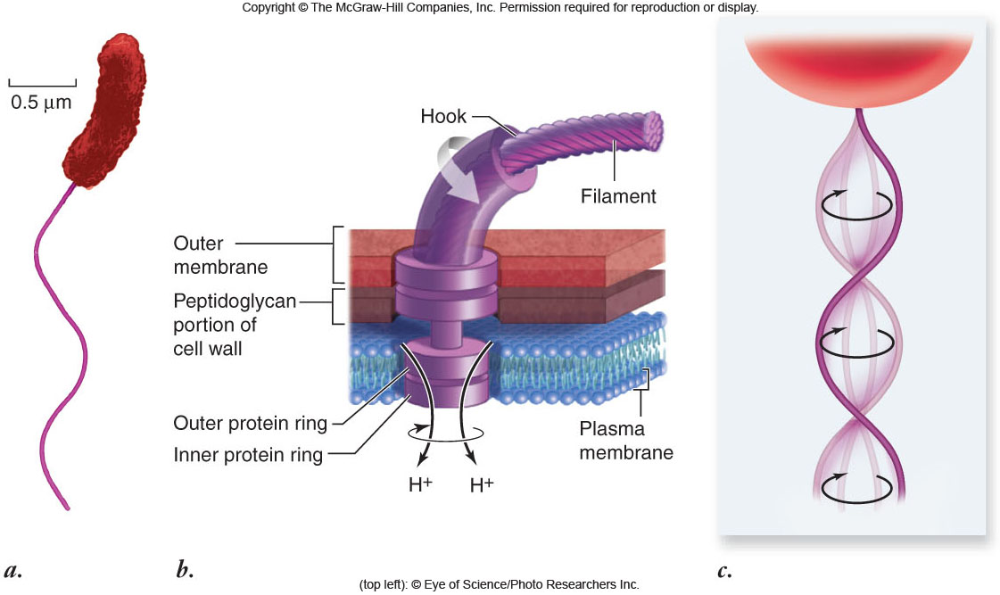 Copyright © The McGraw-Hill Companies, Inc. Permission required for reproduction or display.
0.5 μm
Hook
Filament
Outer
membrane
Peptidoglycan
portion of
cell wall
Outer protein ring
Inner protein ring
H+
H+
Plasma
membrane
a.
b.
c.
(top left): © Eye of Science/Photo Researchers Inc.